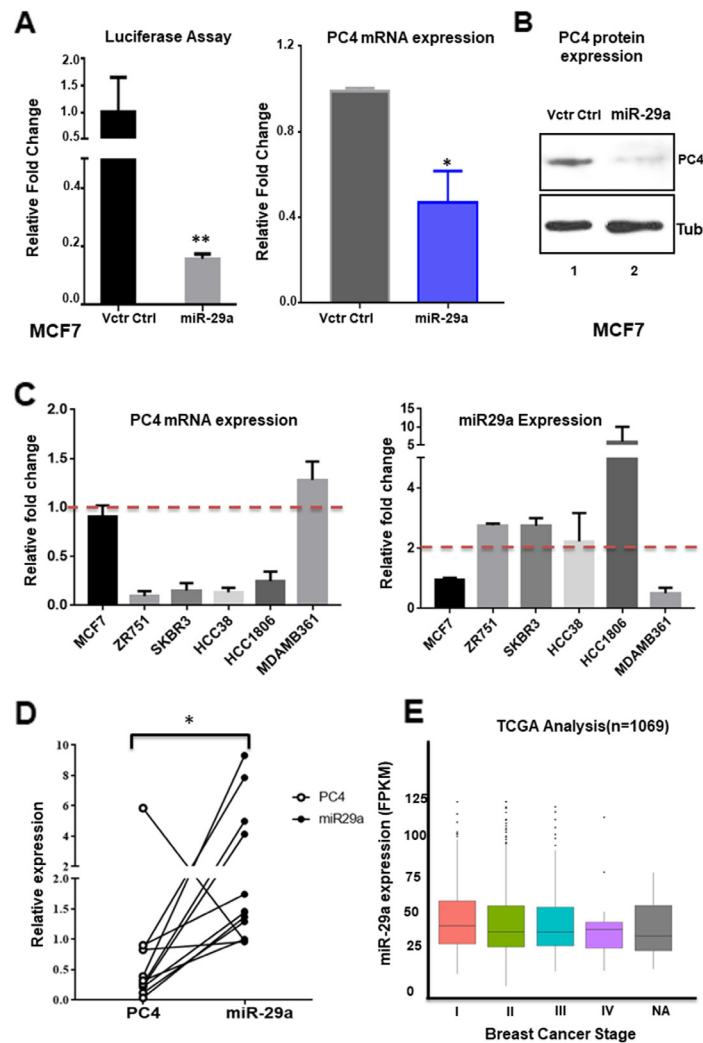 A
Luciferase Assay
Relative Fold Change
2.0
1.5
1.0
0.5
0.4
0.2
0.0
**
Vctr Ctrl
miR-29a
MCF7
PC4 mRNA expression
Relative Fold Change
1.2
0.8
0.4
0.0
*
Vctr Ctrl
miR-29a
B
PC4 protein
expression
Vctr Ctrl miR-29a
PC4
Tub
1 2
MCF7
C
PC4 mRNA expression
Relative fold change
2.0
1.5
1.0
0.5
0.0
MCF7
ZR751
SKBR3
HCC38
HCC1806
MDAMB361
miR29a Expression
Relative fold change
15
10
5
4
2
0
MCF7
ZR751
SKBR3
HCC38
HCC1806
MDAMB361
D
*
Relative expression
10
8
6
4
2
2.0
1.5
1.0
0.5
0.0
PC4
miR-29a
PC4
miR29a
E
TCGA Analysis(n=1069)
miR-29a expression (FPKM)
125
100
75
50
25
0
I II III IV NA
Breast Cancer Stage